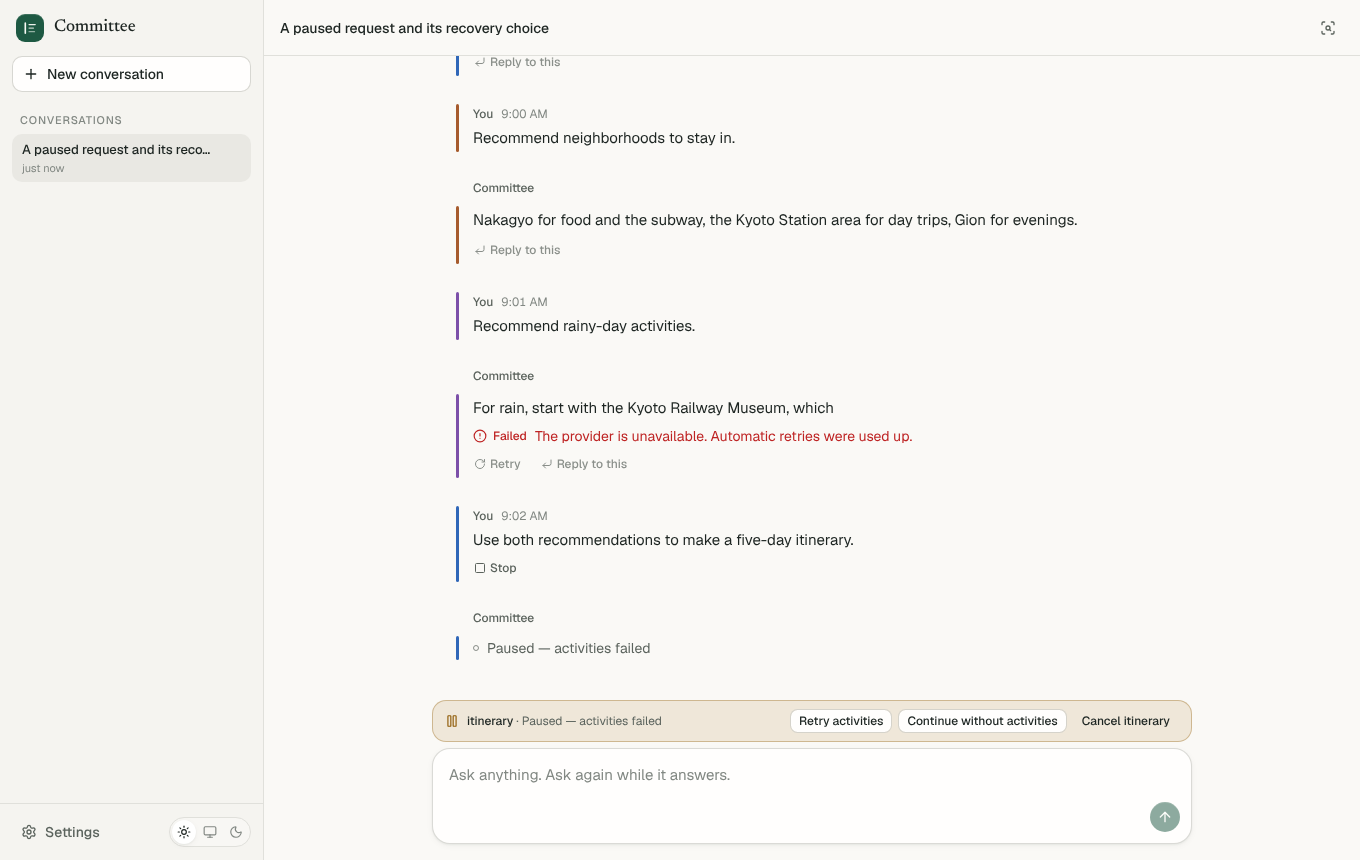 Committee
New conversation
CONVERSATIONS
A paused request and its reco...
just now
Settings
A paused request and its recovery choice
Reply to this
You 9:00 AM
Recommend neighborhoods to stay in.
Committee
Nakagyo for food and the subway, the Kyoto Station area for day trips, Gion for evenings.
Reply to this
You 9:01 AM
Recommend rainy-day activities.
Committee
For rain, start with the Kyoto Railway Museum, which
Failed The provider is unavailable. Automatic retries were used up.
Retry Reply to this
You 9:02 AM
Use both recommendations to make a five-day itinerary.
Stop
Committee
Paused — activities failed
itinerary · Paused — activities failed Retry activities Continue without activities Cancel itinerary
Ask anything. Ask again while it answers.